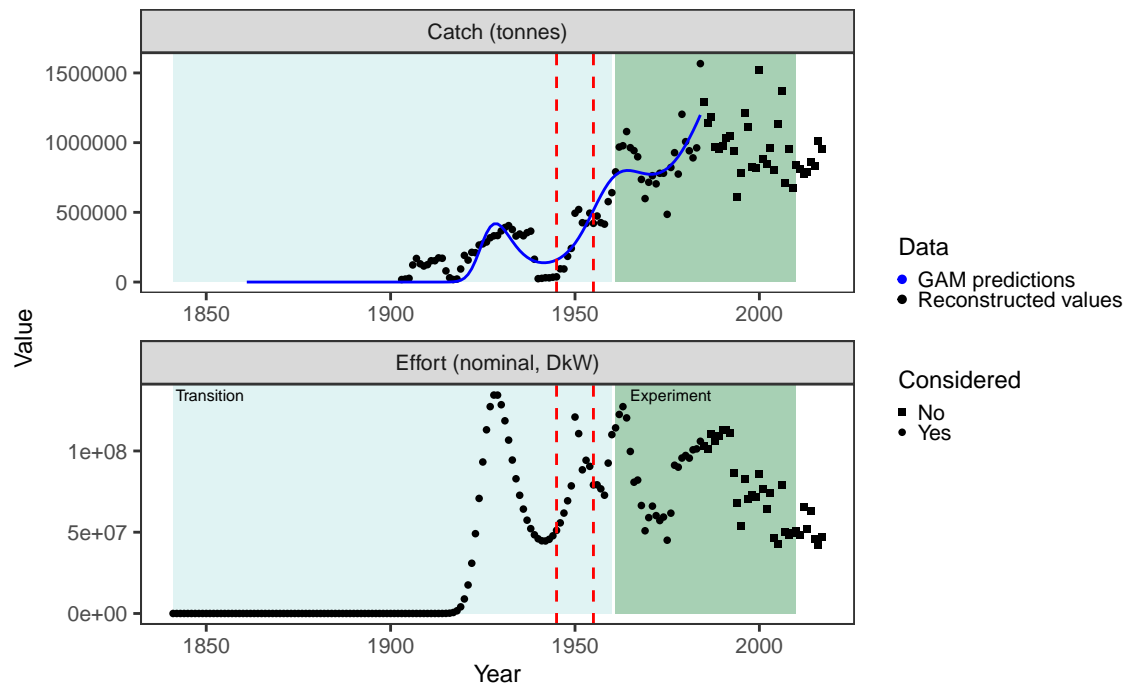 Catch (tonnes)
1500000
1000000
500000
0
1850
1900
1950
2000
Value
Effort (nominal, DkW)
Transition
Experiment
1e+08
5e+07
0e+00
1850
1900
1950
2000
Year
Data
GAM predictions
Reconstructed values
Considered
No
Yes